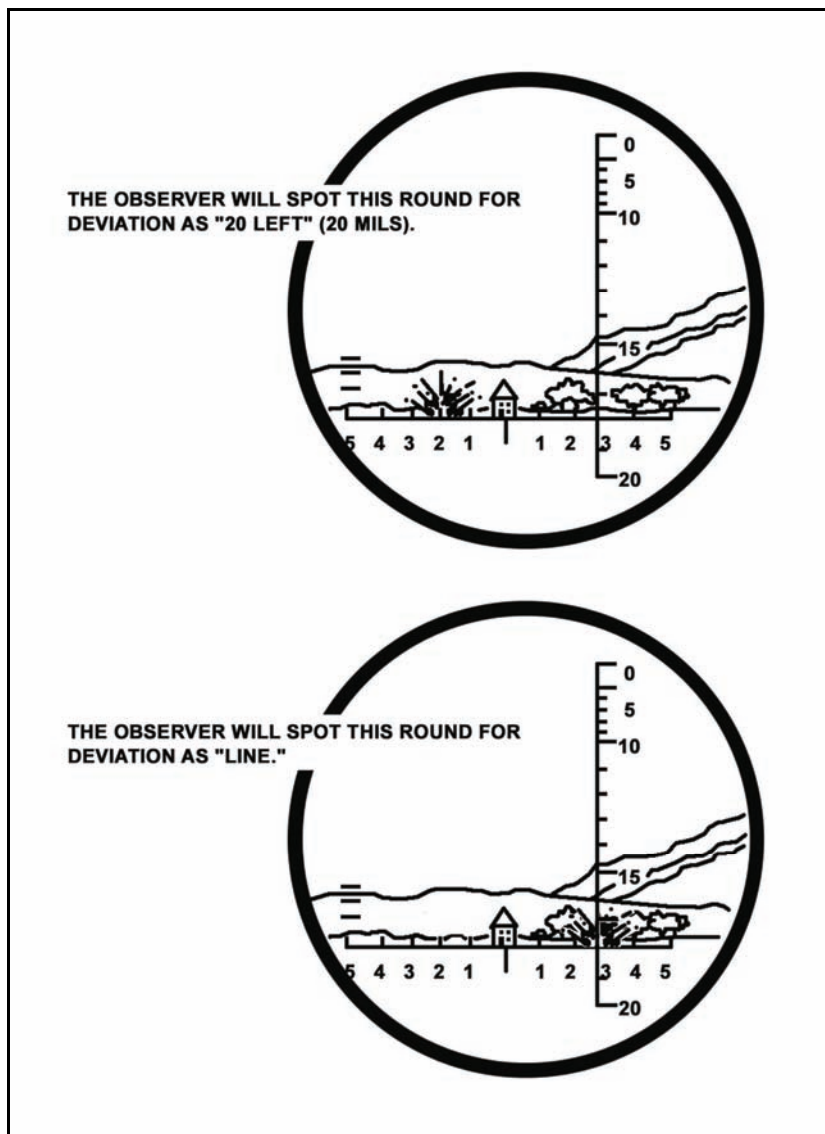 THE OBSERVER WILL SPOT THIS ROUND FOR
DEVIATION AS "20 LEFT" (20 MILS).
0
5
10
15
5 4 3 2 1 1 2 3 4 5
20
THE OBSERVER WILL SPOT THIS ROUND FOR
DEVIATION AS "LINE."
0
5
10
15
5 4 3 2 1 1 2 3 4 5
20